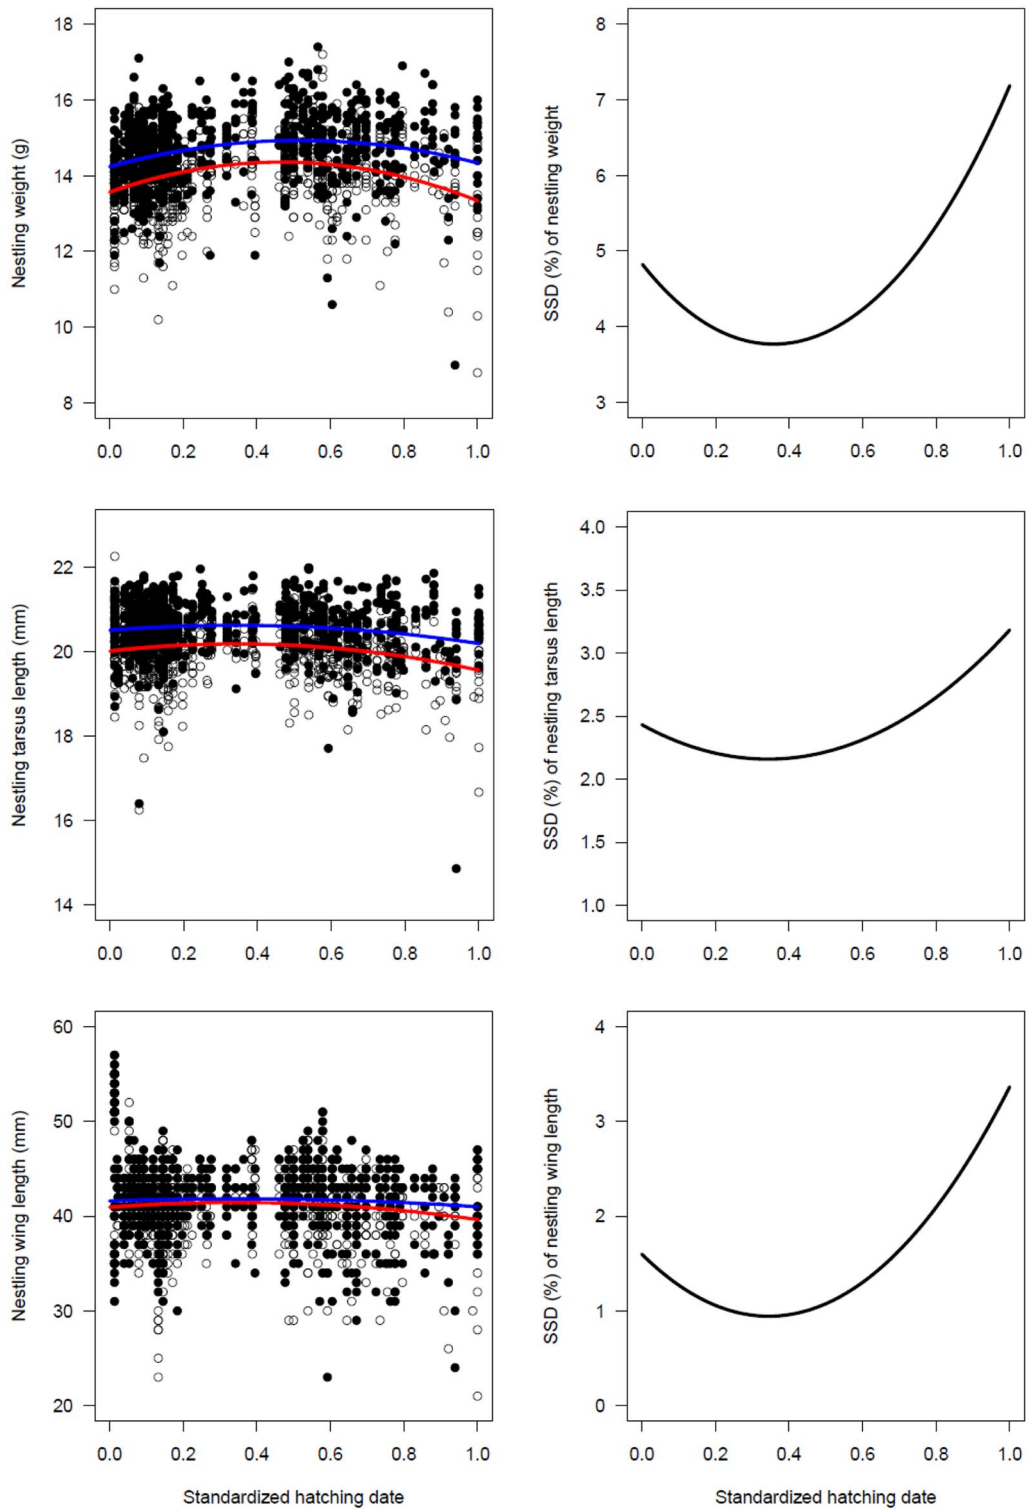 Nestling weight (g)
18
16
14
12
10
8
0.0 0.2 0.4 0.6 0.8 1.0
SSD (%) of nestling weight
8
7
6
5
4
3
0.0 0.2 0.4 0.6 0.8 1.0
Nestling tarsus length (mm)
22
20
18
16
14
0.0 0.2 0.4 0.6 0.8 1.0
SSD (%) of nestling tarsus length
4.0
3.5
3.0
2.5
2.0
1.5
1.0
0.0 0.2 0.4 0.6 0.8 1.0
Nestling wing length (mm)
60
50
40
30
20
0.0 0.2 0.4 0.6 0.8 1.0
Standardized hatching date
SSD (%) of nestling wing length
4
3
2
1
0
0.0 0.2 0.4 0.6 0.8 1.0
Standardized hatching date